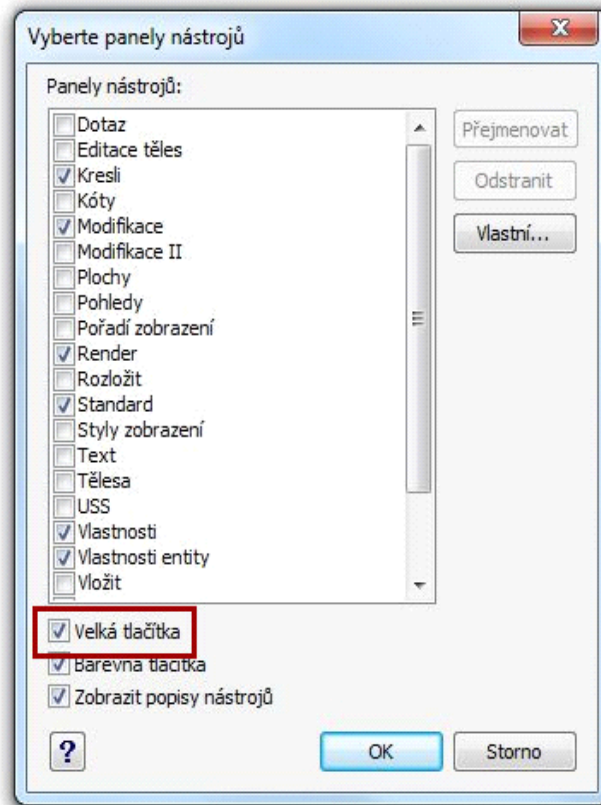 Vyberte panely nástrojů
Panely nástrojů:
Dotaz
Editace těles
Kresli
Kóty
Modifikace
Modifikace II
Plochy
Pohledy
Pořadí zobrazení
Render
Rozložit
Standard
Styly zobrazení
Text
Tělesa
USS
Vlastnosti
Vlastnosti entity
Vložit
Přejmenovat
Odstranit
Vlastní...
Velká tlačítka
Barevná tlačítka
Zobrazit popisy nástrojů
?
OK
Storno